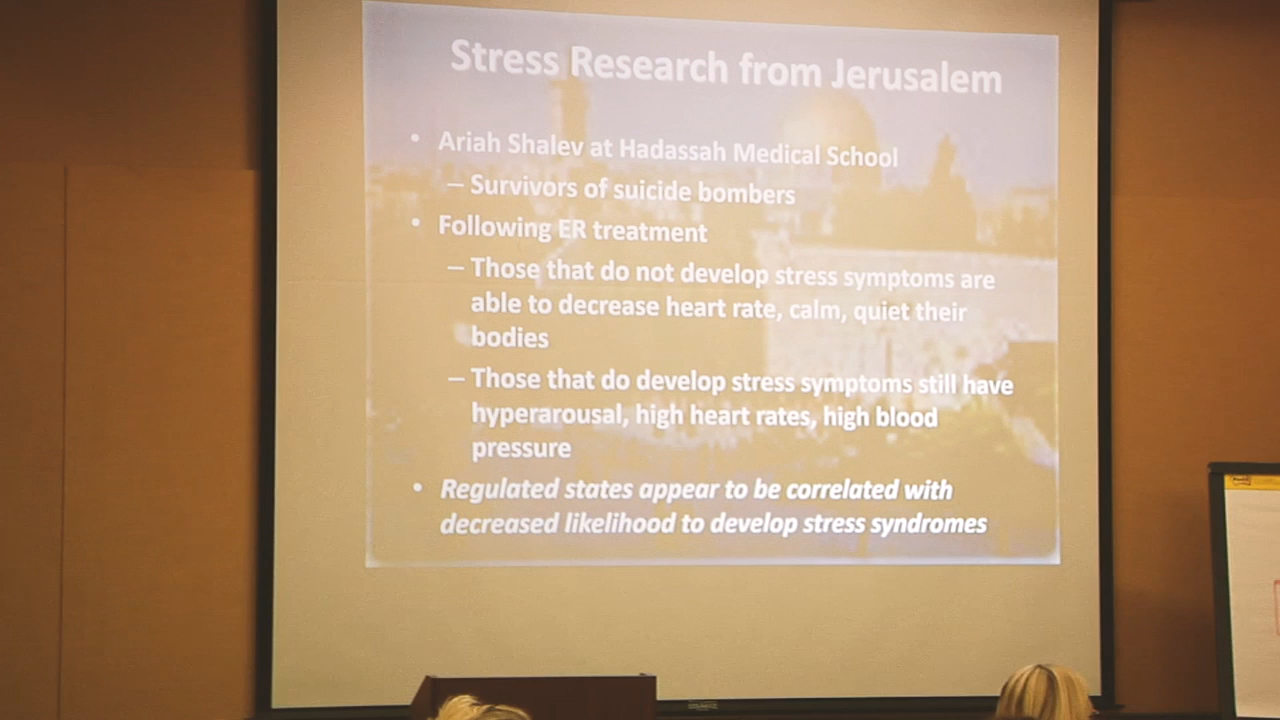 Stress Research from Jerusalem
• Ariah Shalev at Hadassah Medical School
– Survivors of suicide bombers
• Following ER treatment
– Those that do not develop stress symptoms are
able to decrease heart rate, calm, quiet their
bodies
– Those that do develop stress symptoms still have
hyperarousal, high heart rates, high blood
pressure
• Regulated states appear to be correlated with
decreased likelihood to develop stress syndromes